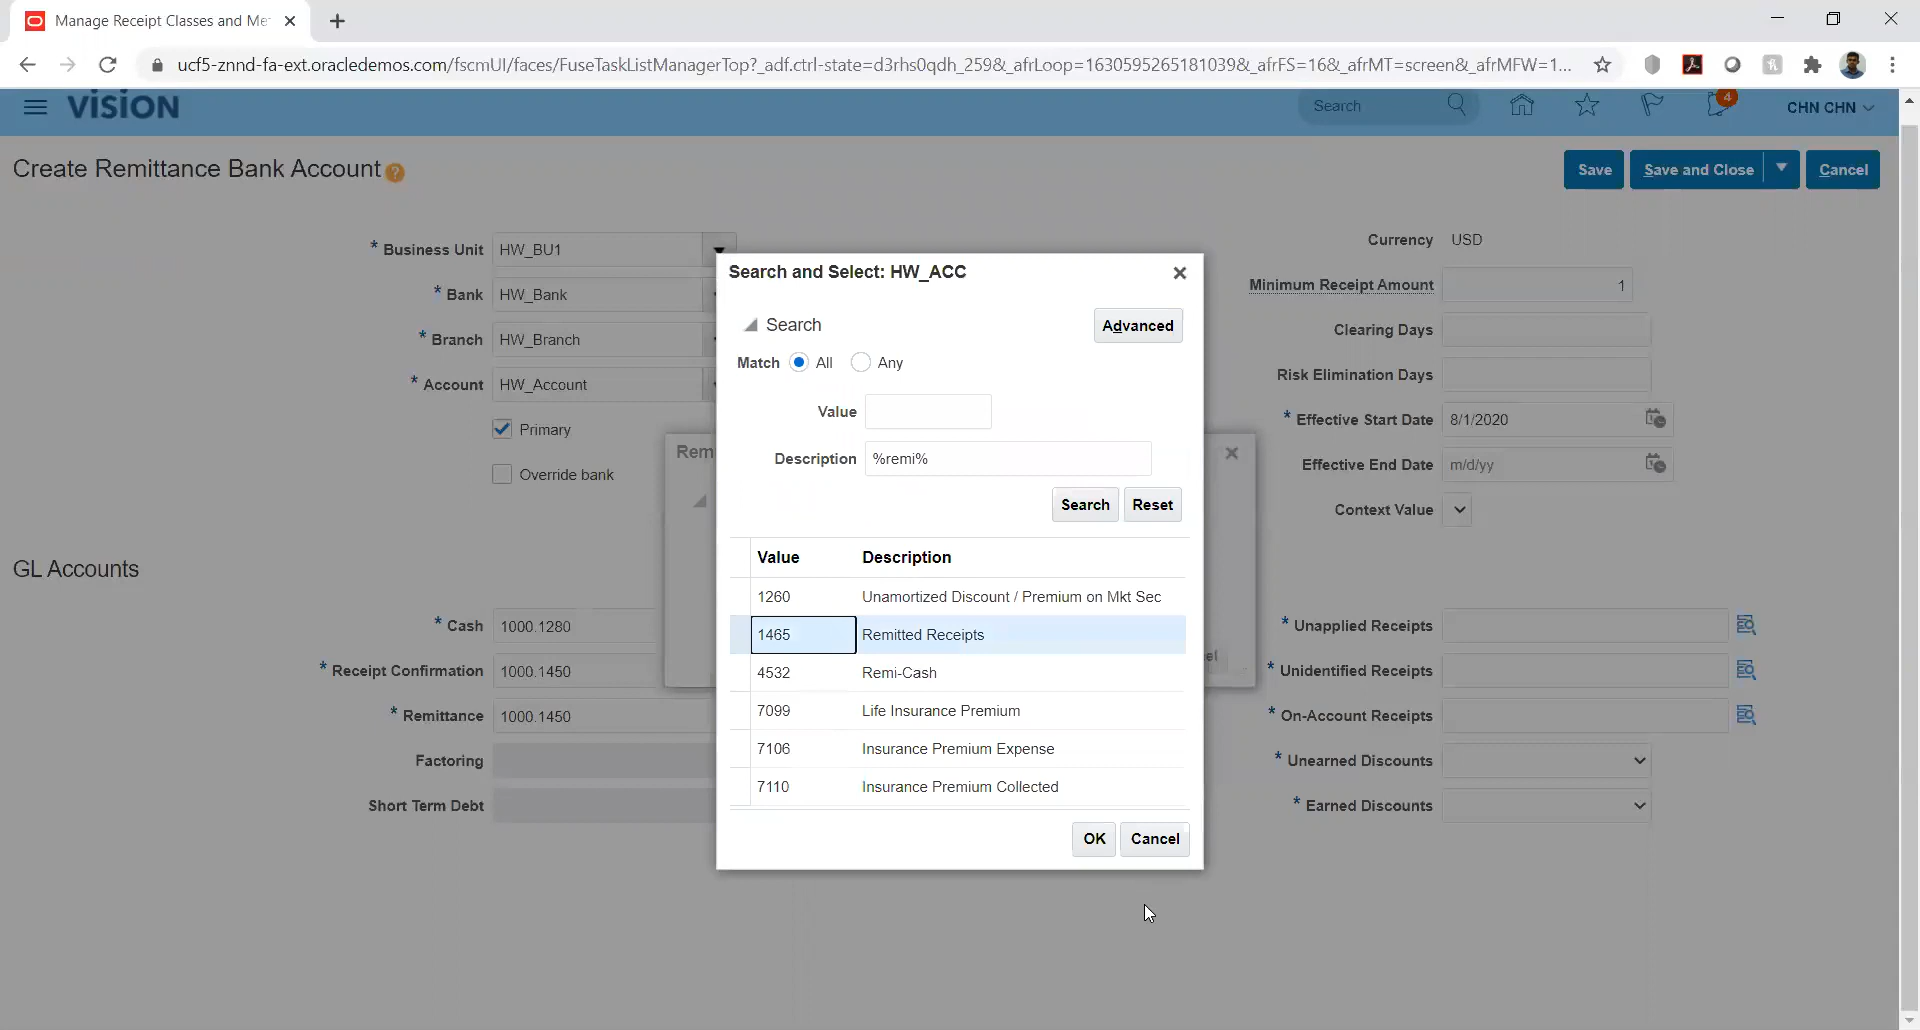 Manage Receipt Classes and Me
ucf5-znnd-fa-ext.oracledemos.com/fscmUI/faces/FuseTaskListManagerTop?_adf.ctrl-state=d3rhs0qdh_259&_afrLoop=1630595265181039&_afrFS=16&_afrMT=screen&_afrMFW=1...
VISION
Search
4
CHN CHN
Create Remittance Bank Account ?
Save
Save and Close
Cancel
* Business Unit HW_BU1
* Bank HW_Bank
* Branch HW_Branch
* Account HW_Account
Primary
Override bank
Currency USD
Minimum Receipt Amount 1
Clearing Days
Risk Elimination Days
* Effective Start Date 8/1/2020
Effective End Date m/d/yy
Context Value
GL Accounts
* Cash 1000.1280
* Receipt Confirmation 1000.1450
* Remittance 1000.1450
Factoring
Short Term Debt
* Unapplied Receipts
* Unidentified Receipts
* On-Account Receipts
* Unearned Discounts
* Earned Discounts
Rem
el
Search and Select: HW_ACC
Search
Advanced
Match All Any
Value
Description %remi%
Search Reset
Value Description
1260 Unamortized Discount / Premium on Mkt Sec
1465 Remitted Receipts
4532 Remi-Cash
7099 Life Insurance Premium
7106 Insurance Premium Expense
7110 Insurance Premium Collected
OK Cancel